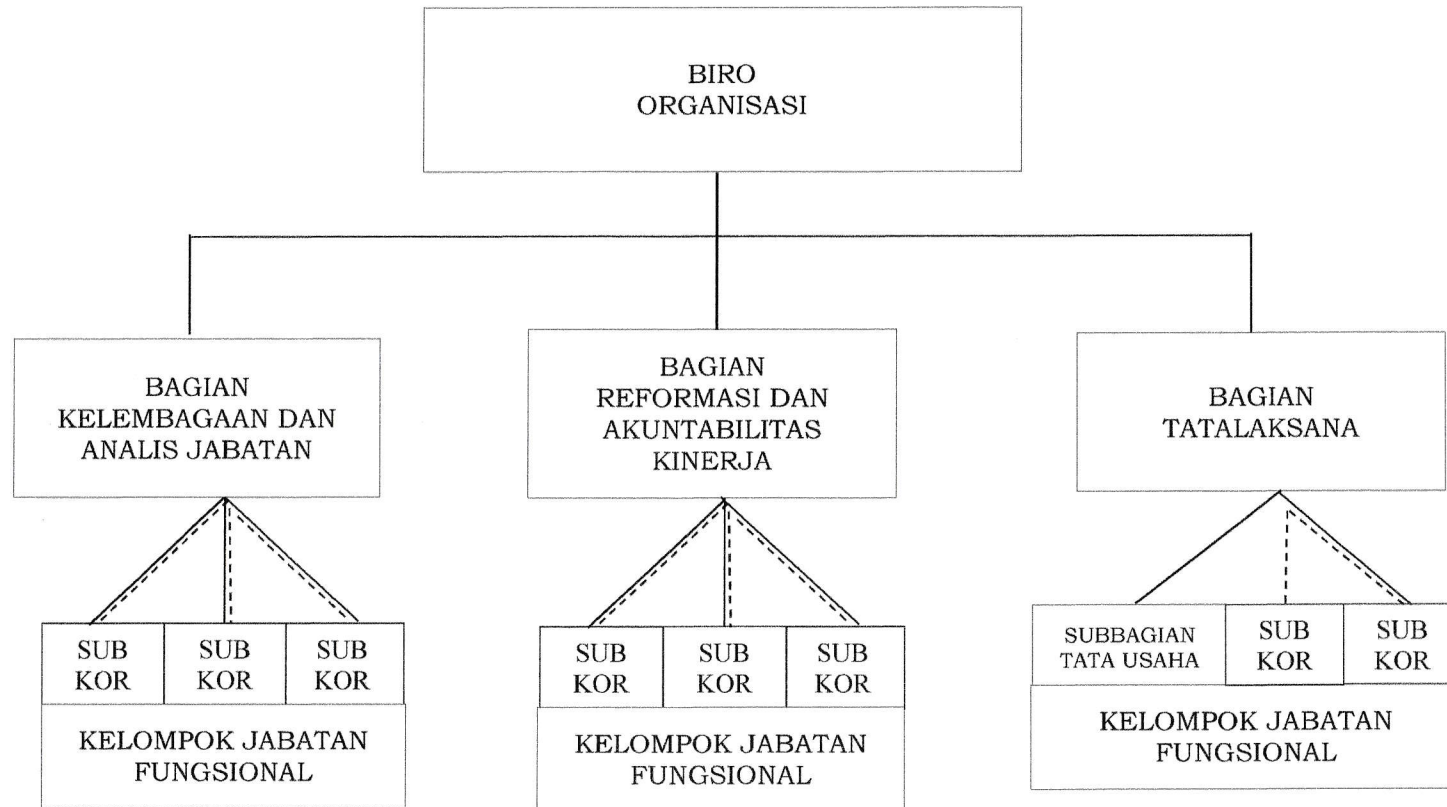 BIRO
ORGANISASI
BAGIAN
KELEMBAGAAN DAN
ANALIS JABATAN
BAGIAN
REFORMASI DAN
AKUNTABILITAS
KINERJA
BAGIAN
TATALAKSANA
SUB
KOR
SUB
KOR
SUB
KOR
KELOMPOK JABATAN
FUNGSIONAL
SUB
KOR
SUB
KOR
SUB
KOR
KELOMPOK JABATAN
FUNGSIONAL
SUBBAGIAN
TATA USAHA
SUB
KOR
SUB
KOR
KELOMPOK JABATAN
FUNGSIONAL